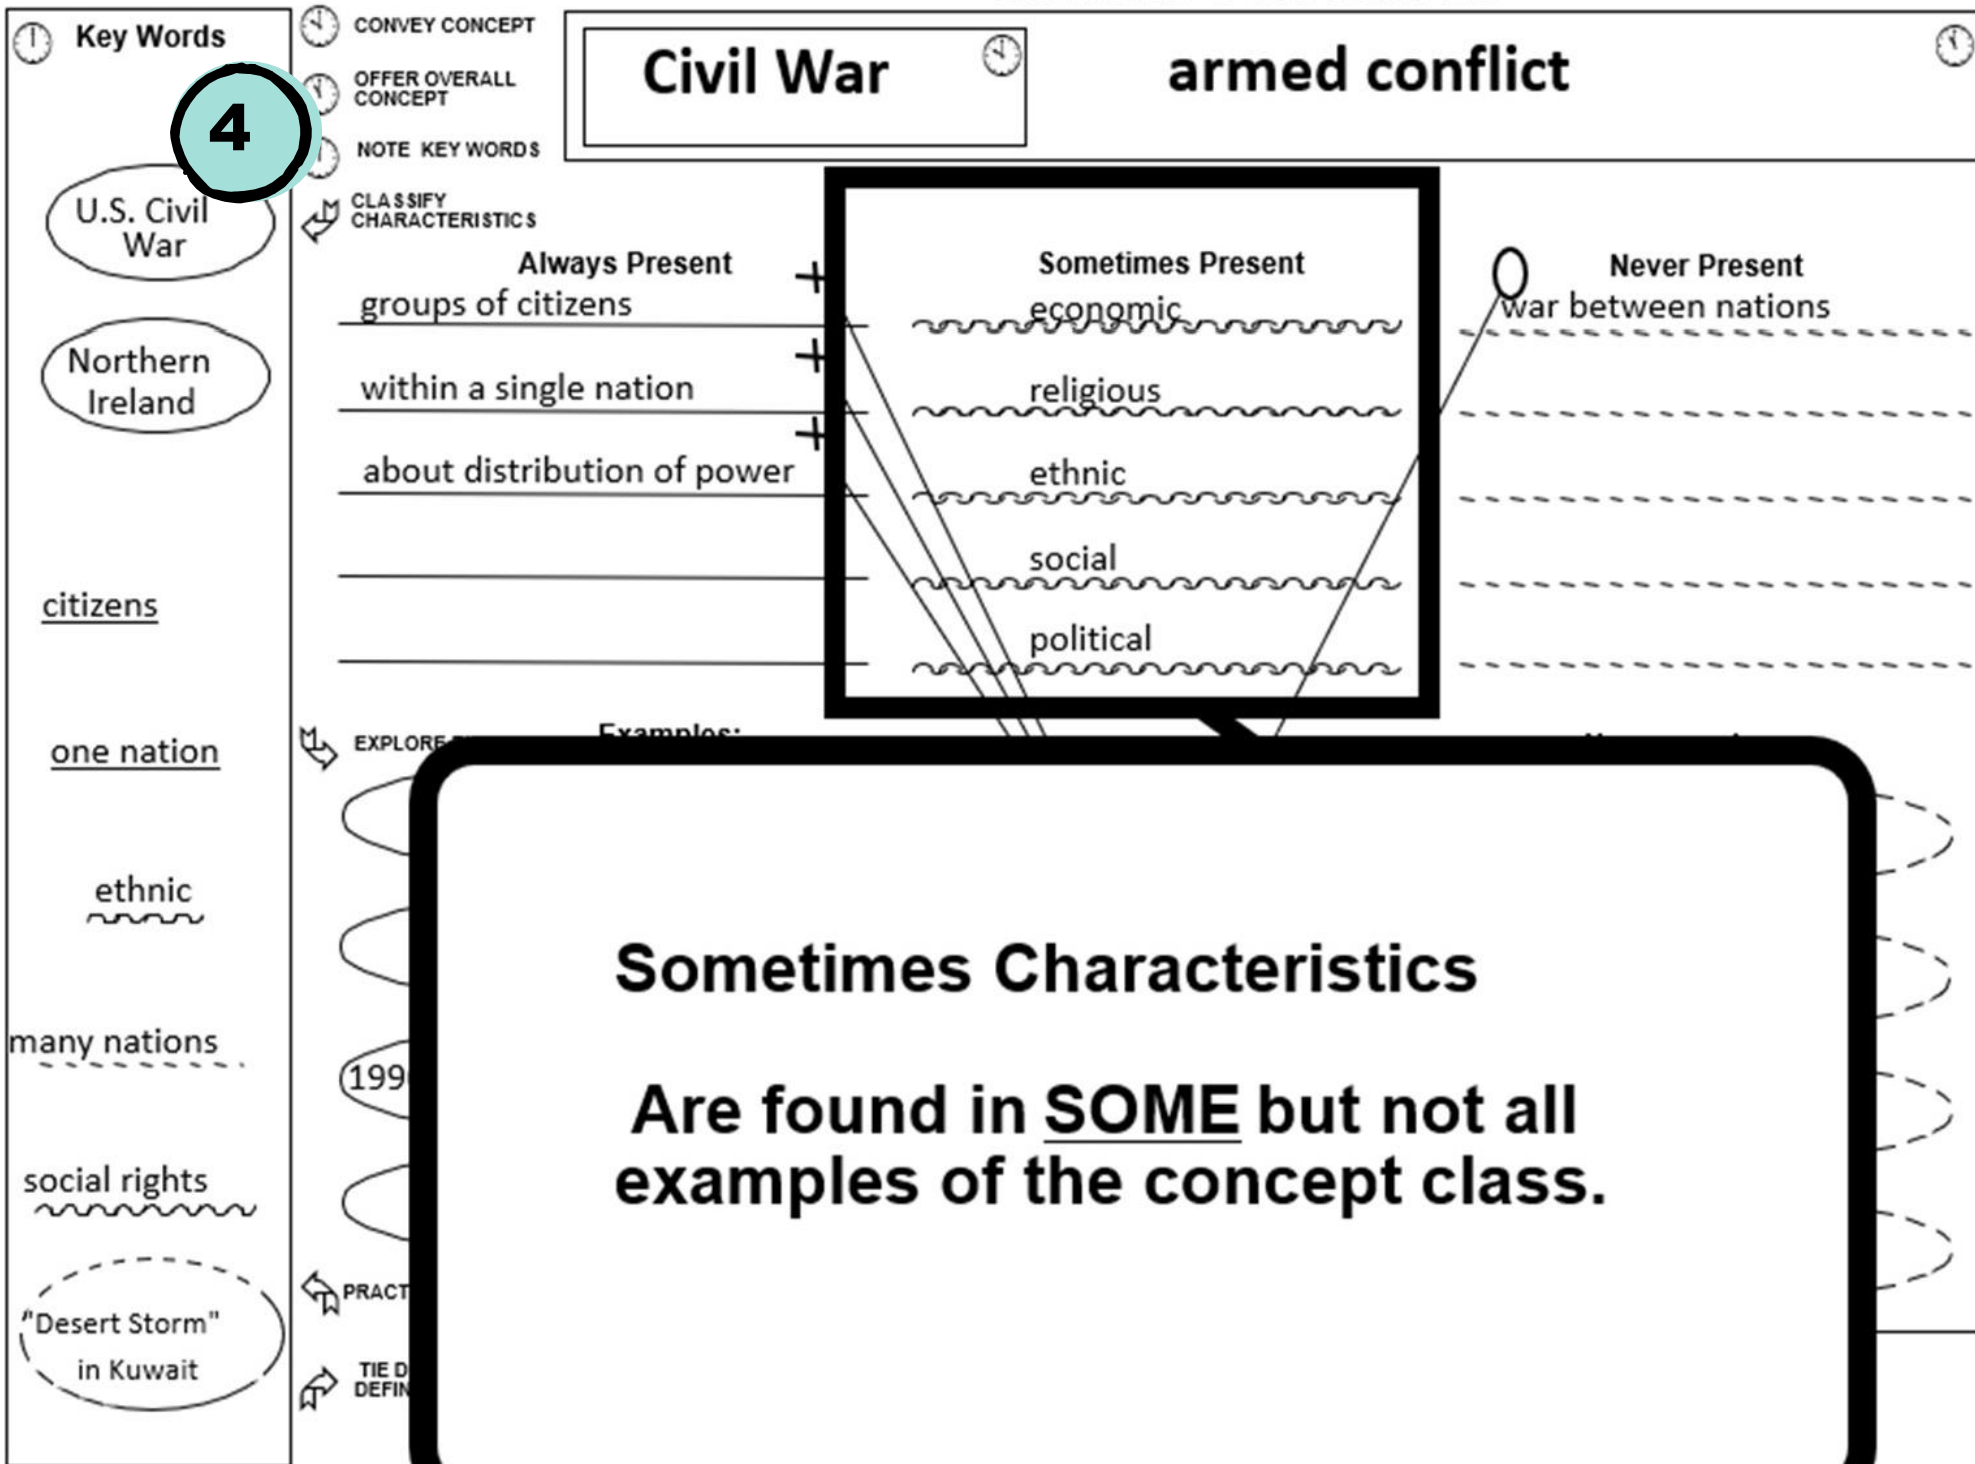 Key Words
4
U.S. Civil
War
Northern
Ireland
citizens
one nation
ethnic
many nations
social rights
"Desert Storm"
in Kuwait
CONVEY CONCEPT
OFFER OVERALL
CONCEPT
NOTE KEY WORDS
CLASSIFY
CHARACTERISTICS
Civil War
armed conflict
Always Present
groups of citizens
within a single nation
about distribution of power
Sometimes Present
economic
religious
ethnic
social
political
Never Present
war between nations
EXPLORE
Examples:
199
PRACT
TIE D
DEFIN
Sometimes Characteristics
Are found in SOME but not all
examples of the concept class.